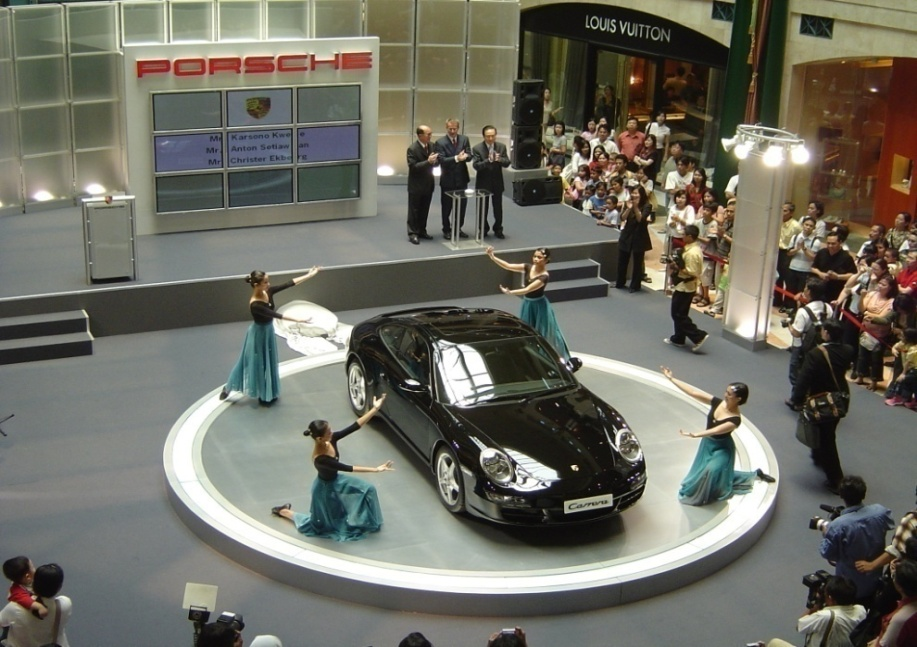 LOUIS VUITTON
PORSCHE
Mr. Karsono Kwee
Mr. Anton Setiawan
Mr. Christer Ekberg
Carrera